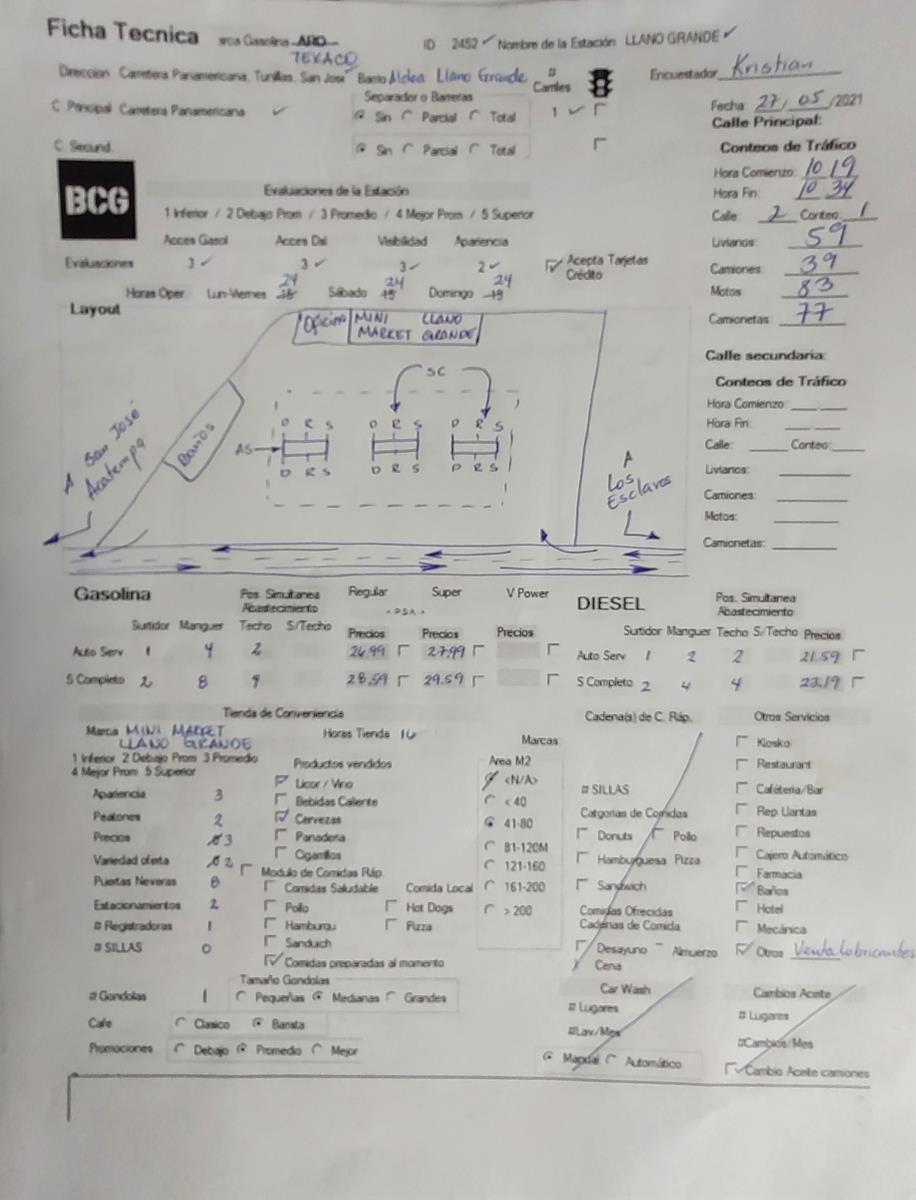 Ficha Tecnica arca Gasolina ARO ID 2452 ✓ Nombre de la Estación LLANO GRANDE ✓
TEXACO
Direccion Carretera Panamericana, Tunillas, San José Barrio Aldea Llano Grande # Carriles Encuestador Kristian
C. Principal Carretera Panamericana ✓ Separador o Barreras Fecha 27/05/2021
Sin Parcial Total 1 ✓ Calle Principal:
C. Secund. Sin Parcial Total Conteos de Tráfico
Hora Comienzo: 10 19
Hora Fin: 10 34
BCG Evaluaciones de la Estación
1 Inferior / 2 Debajo Prom / 3 Promedio / 4 Mejor Prom / 5 Superior
Calle: 2 Conteo: 1
Acces Gasol Acces Dsl Visibilidad Apariencia
Livianos: 59
Evaluaciones 3 ✓ 3 ✓ 3 ✓ 2 ✓ Acepta Tarjetas Crédito
Camiones: 39
Motos: 83
Horas Oper. Lun-Viernes 24 Sábado 24 Domingo 24
Camionetas: 77
Layout
Oficina MINI MARKET LLANO GRANDE
SC
D R S D R S D R S
AS
D R S D R S D R S
Baños
A San José Acatempa
A Los Esclavos
Calle secundaria:
Conteos de Tráfico
Hora Comienzo:
Hora Fin:
Calle: Conteo:
Livianos:
Camiones:
Motos:
Camionetas:
Gasolina Pos. Simultanea Abastecimiento Regular Super V Power
Surtidor Manguer Techo S/Techo Precios Precios Precios
Auto Serv 1 4 2 26.99 27.99
S Completo 2 8 4 28.59 29.59
DIESEL Pos. Simultanea Abastecimiento
Surtidor Manguer Techo S/Techo Precios
Auto Serv 1 2 2 21.59
S Completo 2 4 4 23.19
Tienda de Conveniencia
Marca MINI MARKET LLANO GRANDE Horas Tienda 16
1 Inferior 2 Debajo Prom 3 Promedio
4 Mejor Prom 5 Superior
Apariencia 3
Peatones 2
Precios 3
Variedad oferta 2
Puertas Neveras 8
Estacionamientos 2
# Registradoras 1
# SILLAS 0
Productos vendidos
Licor / Vino
Bebidas Caliente
Cervezas
Panaderia
Cigarrillos
Modulo de Comidas Ráp.
Comidas Saludable Comida Local
Pollo Hot Dogs
Hamburgu Pizza
Sanduich
Comidas preparadas al momento
Marcas
Area M2
<N/A>
< 40
41-80
81-120M
121-160
161-200
> 200
# Gondolas 1 Tamaño Gondolas
Pequeñas Medianas Grandes
Cafe Clasico Barista
Promociones Debajo Promedio Mejor
Cadena(s) de C. Ráp.
# SILLAS
Catgorias de Comidas
Donuts Pollo
Hamburguesa Pizza
Sandwich
Comidas Ofrecidas
Cadenas de Comida
Desayuno Almuerzo
Cena
Car Wash
# Lugares
#Lav/Mes
Manual Automático
Otros Servicios
Kiosko
Restaurant
Cafeteria/Bar
Rep Llantas
Repuestos
Cajero Automático
Farmacia
Baños
Hotel
Mecánica
Otros Venta Lubricantes
Cambios Aceite
# Lugares
#Cambios/Mes
Cambio Aceite camiones